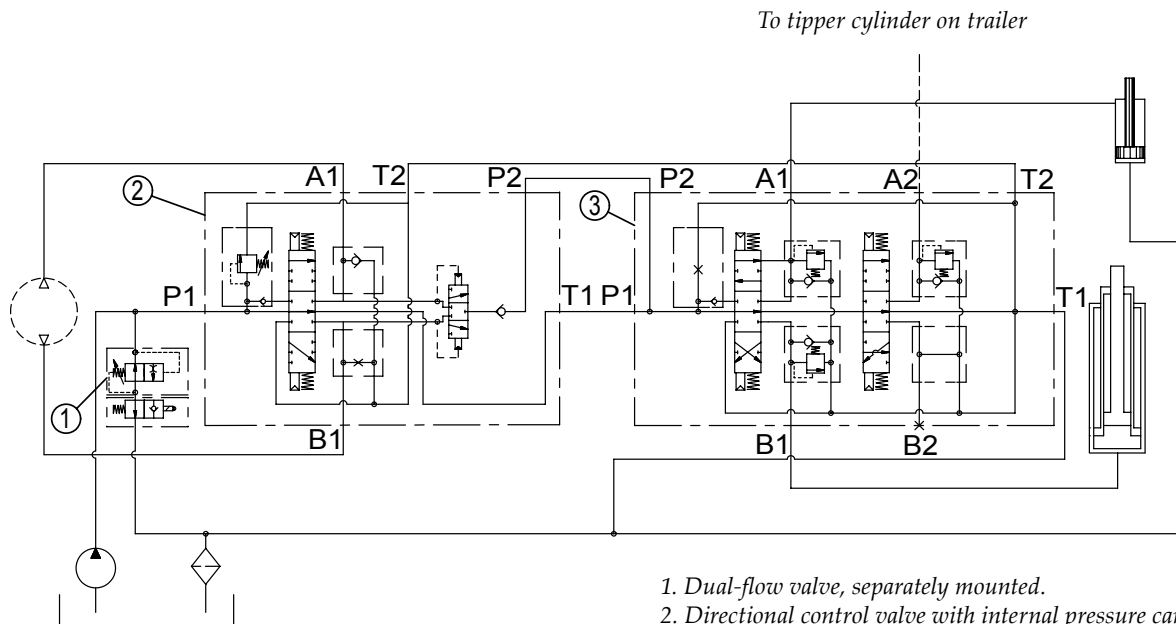 To tipper cylinder on trailer
A1 T2 P2 P2 A1 A2 T2
2
3
P1 T1 P1 T1
1
B1 B1 B2
1. Dual-flow valve, separately mounted.
2. Directional control valve with internal pressure car